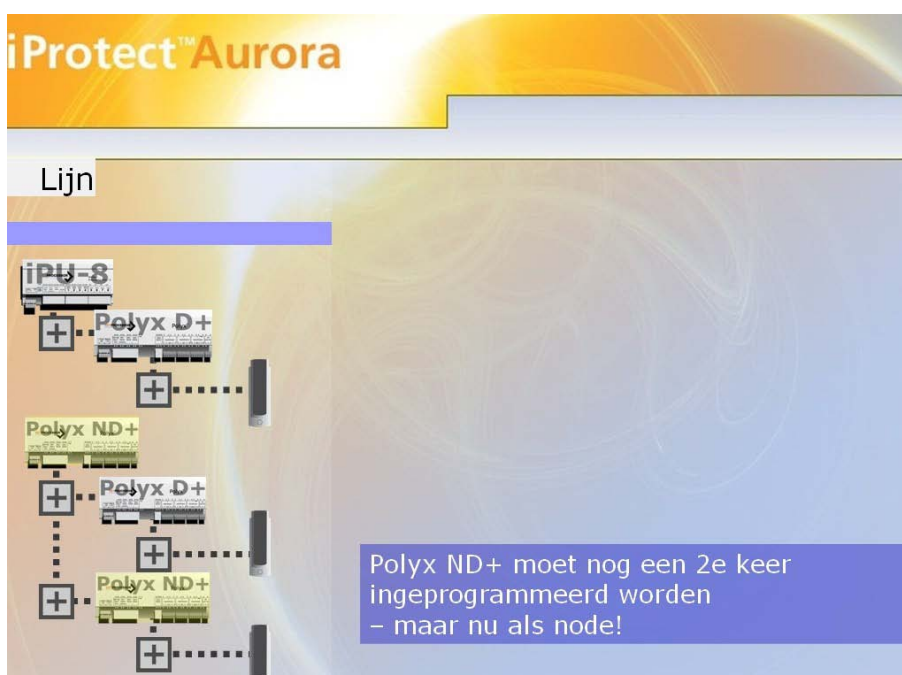 iProtect™Aurora
Lijn
iPU-8
Polyx D+
Polyx ND+
Polyx D+
Polyx ND+
Polyx ND+ moet nog een 2e keer
ingeprogrammeerd worden
– maar nu als node!